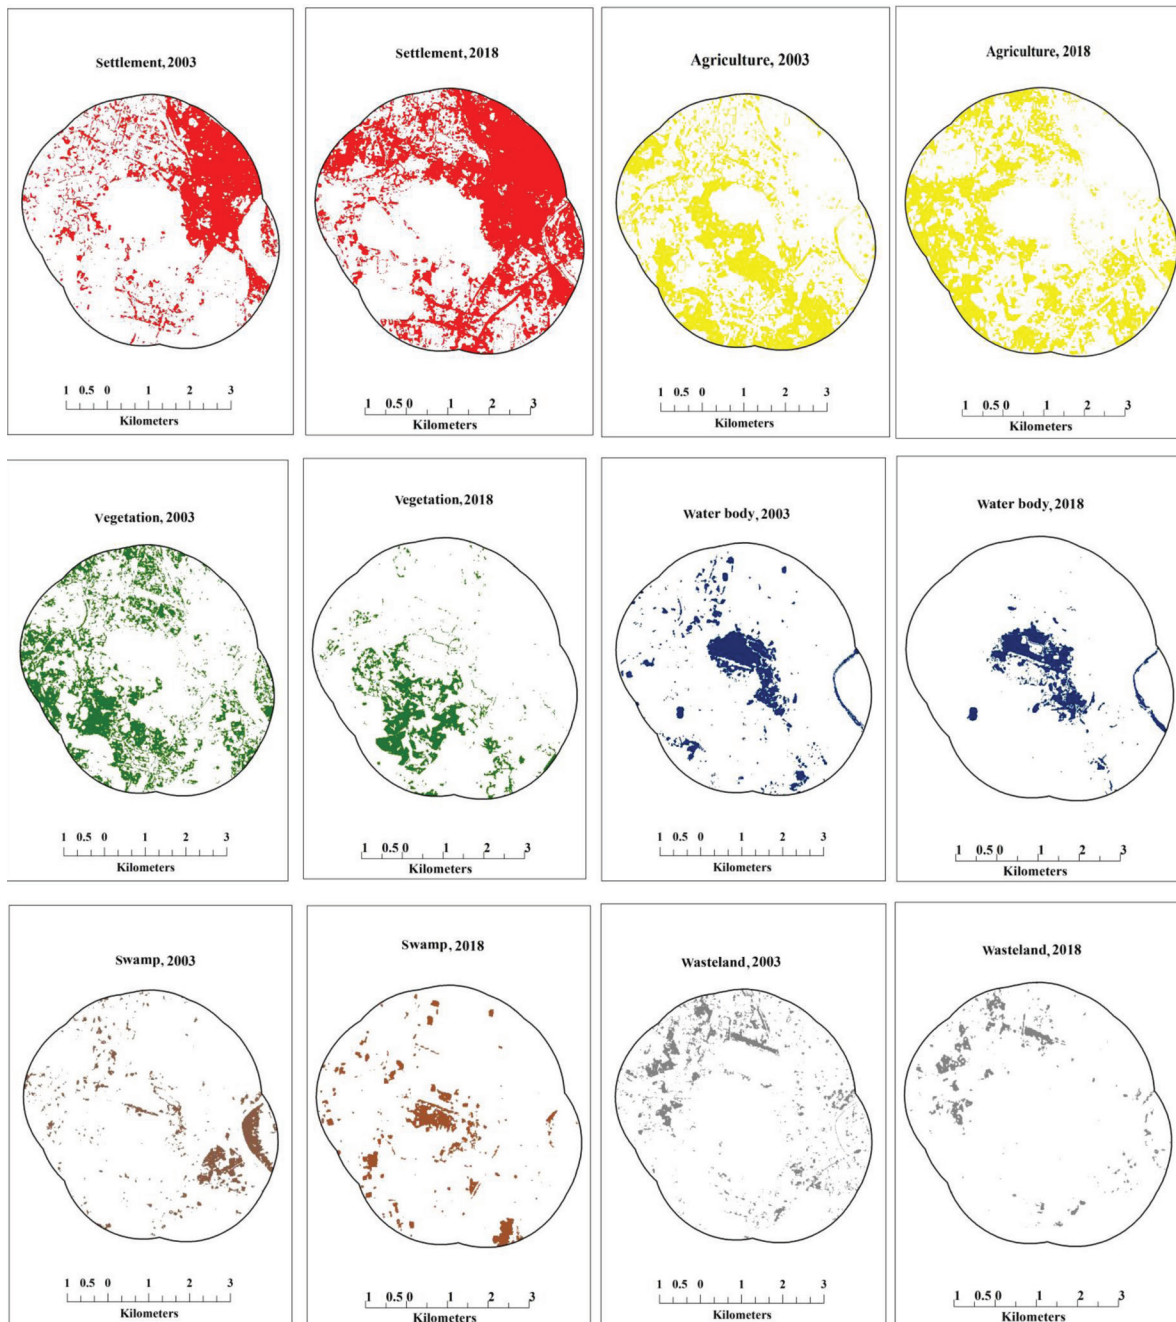 Settlement, 2003
Settlement, 2018
Agriculture, 2003
Agriculture, 2018
1 0.5 0 1 2 3
Kilometers
1 0.5 0 1 2 3
Kilometers
1 0.5 0 1 2 3
Kilometers
1 0.5 0 1 2 3
Kilometers
Vegetation, 2003
Vegetation, 2018
Water body, 2003
Water body, 2018
1 0.5 0 1 2 3
Kilometers
1 0.5 0 1 2 3
Kilometers
1 0.5 0 1 2 3
Kilometers
1 0.5 0 1 2 3
Kilometers
Swamp, 2003
Swamp, 2018
Wasteland, 2003
Wasteland, 2018
1 0.5 0 1 2 3
Kilometers
1 0.5 0 1 2 3
Kilometers
1 0.5 0 1 2 3
Kilometers
1 0.5 0 1 2 3
Kilometers